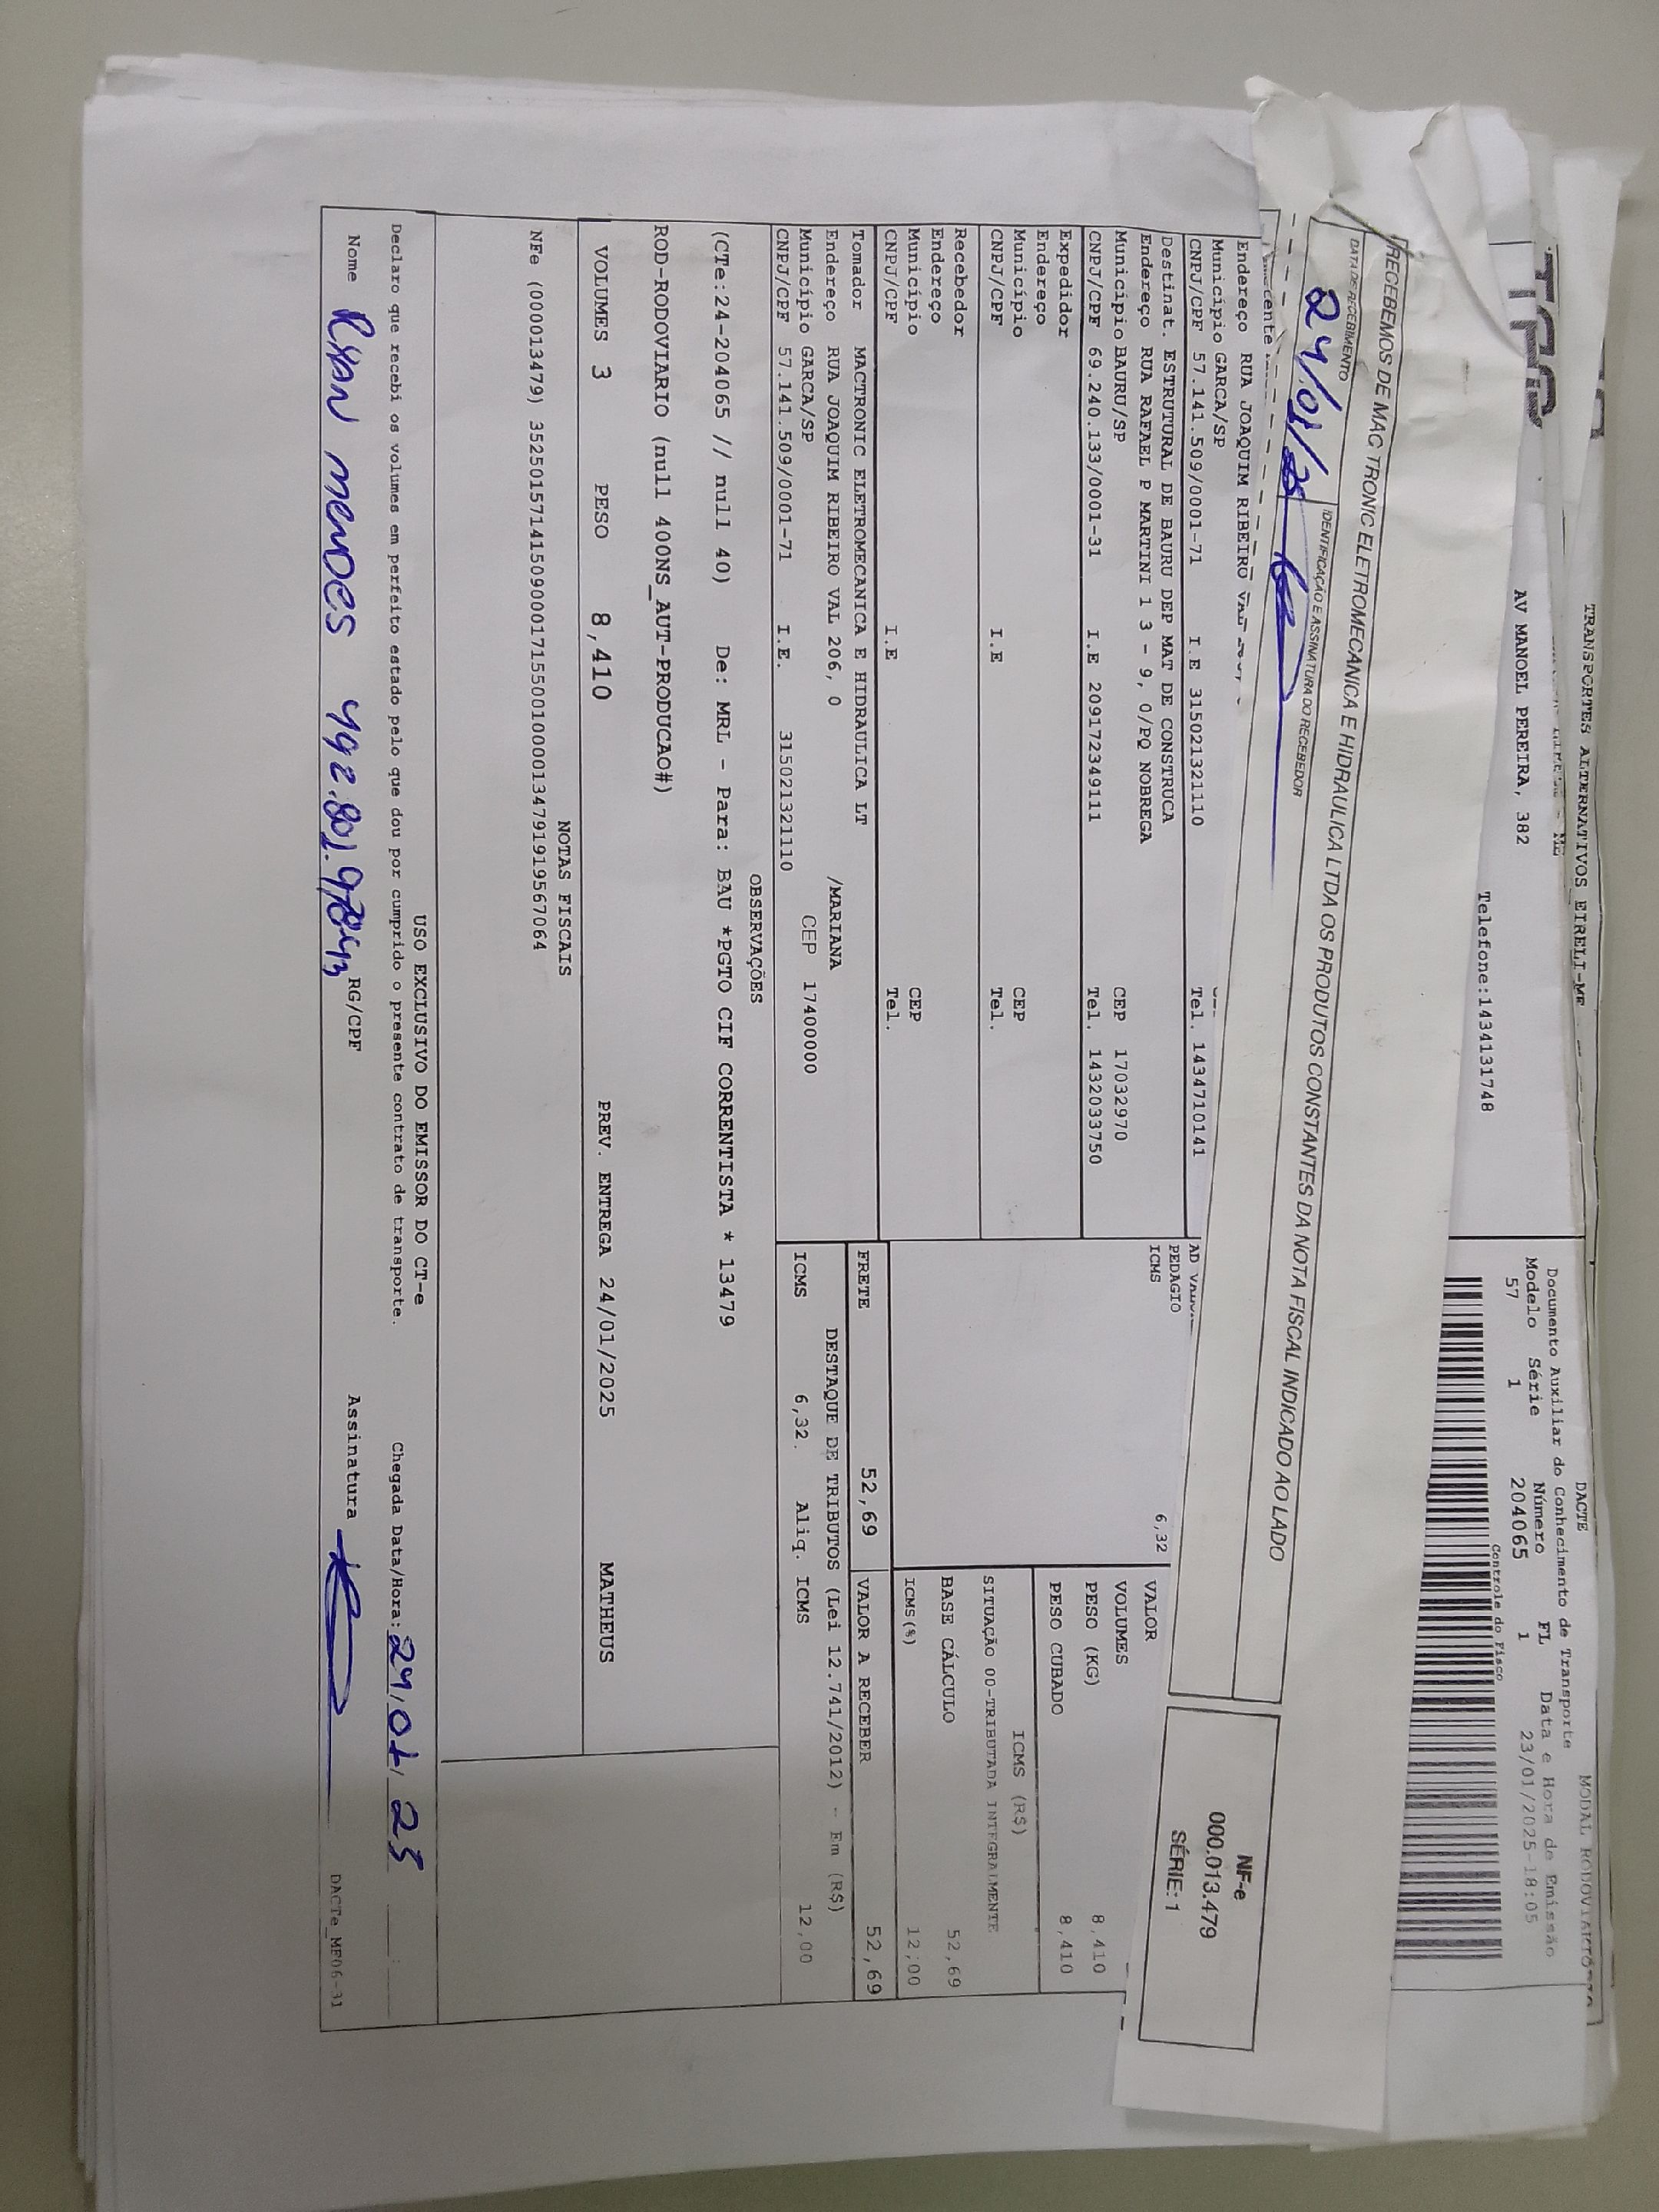 TRANSPORTES ALTERNATIVOS EIRELI-ME
AV MANOEL PEREIRA, 382
Telefone:1434131748
DACTE
MODAL RODOVIARIO
Documento Auxiliar do Conhecimento de Transporte
Modelo Série Número FL Data e Hora de Emissão
57 1 204065 1 23/01/2025-18:05
Controle do Fisco
RECEBEMOS DE MAC TRONIC ELETROMECANICA E HIDRAULICA LTDA OS PRODUTOS CONSTANTES DA NOTA FISCAL INDICADO AO LADO
DATA DE RECEBIMENTO
IDENTIFICAÇÃO E ASSINATURA DO RECEBEDOR
24/01/25
NF-e
000.013.479
SÉRIE: 1
Endereço RUA JOAQUIM RIBEIRO
Município GARCA/SP
CNPJ/CPF 57.141.509/0001-71 I.E 315021321110 Tel. 1434710141
Destinat. ESTRUTURAL DE BAURU DEP MAT DE CONSTRUCA
Endereço RUA RAFAEL P MARTINI 1 3 - 9, 0/PQ NOBREGA
Município BAURU/SP CEP 17032970
CNPJ/CPF 69.240.133/0001-31 I.E 209172349111 Tel. 1432033750
Expedidor
Endereço
Município CEP
CNPJ/CPF I.E Tel.
Recebedor
Endereço
Município CEP
CNPJ/CPF I.E Tel.
PEDAGIO
ICMS 6,32
VALOR
VOLUMES
PESO (KG) 8,410
PESO CUBADO 8,410
ICMS (R$)
SITUAÇÃO 00-TRIBUTADA INTEGRALMENTE
BASE CÁLCULO 52,69
ICMS(%) 12,00
Tomador MACTRONIC ELETROMECANICA E HIDRAULICA LT
Endereço RUA JOAQUIM RIBEIRO VAL 206, 0 /MARIANA
Município GARCA/SP CEP 17400000
CNPJ/CPF 57.141.509/0001-71 I.E. 315021321110
FRETE 52,69 VALOR A RECEBER 52,69
DESTAQUE DE TRIBUTOS (Lei 12.741/2012) - Em (R$)
ICMS 6,32. Aliq. ICMS 12,00
OBSERVAÇÕES
(CTe:24-204065 // null 40) De: MRL - Para: BAU *PGTO CIF CORRENTISTA * 13479
ROD-RODOVIARIO (null 400NS_AUT-PRODUCAO#)
VOLUMES 3 PESO 8,410 PREV. ENTREGA 24/01/2025 MATHEUS
NOTAS FISCAIS
NFe (000013479) 35250157141509000171550010000134791919567064
USO EXCLUSIVO DO EMISSOR DO CT-e
Declaro que recebi os volumes em perfeito estado pelo que dou por cumprido o presente contrato de transporte. Chegada Data/Hora: 24/01/25
Nome Ryan mendes RG/CPF Assinatura
DACTe_MF06-31